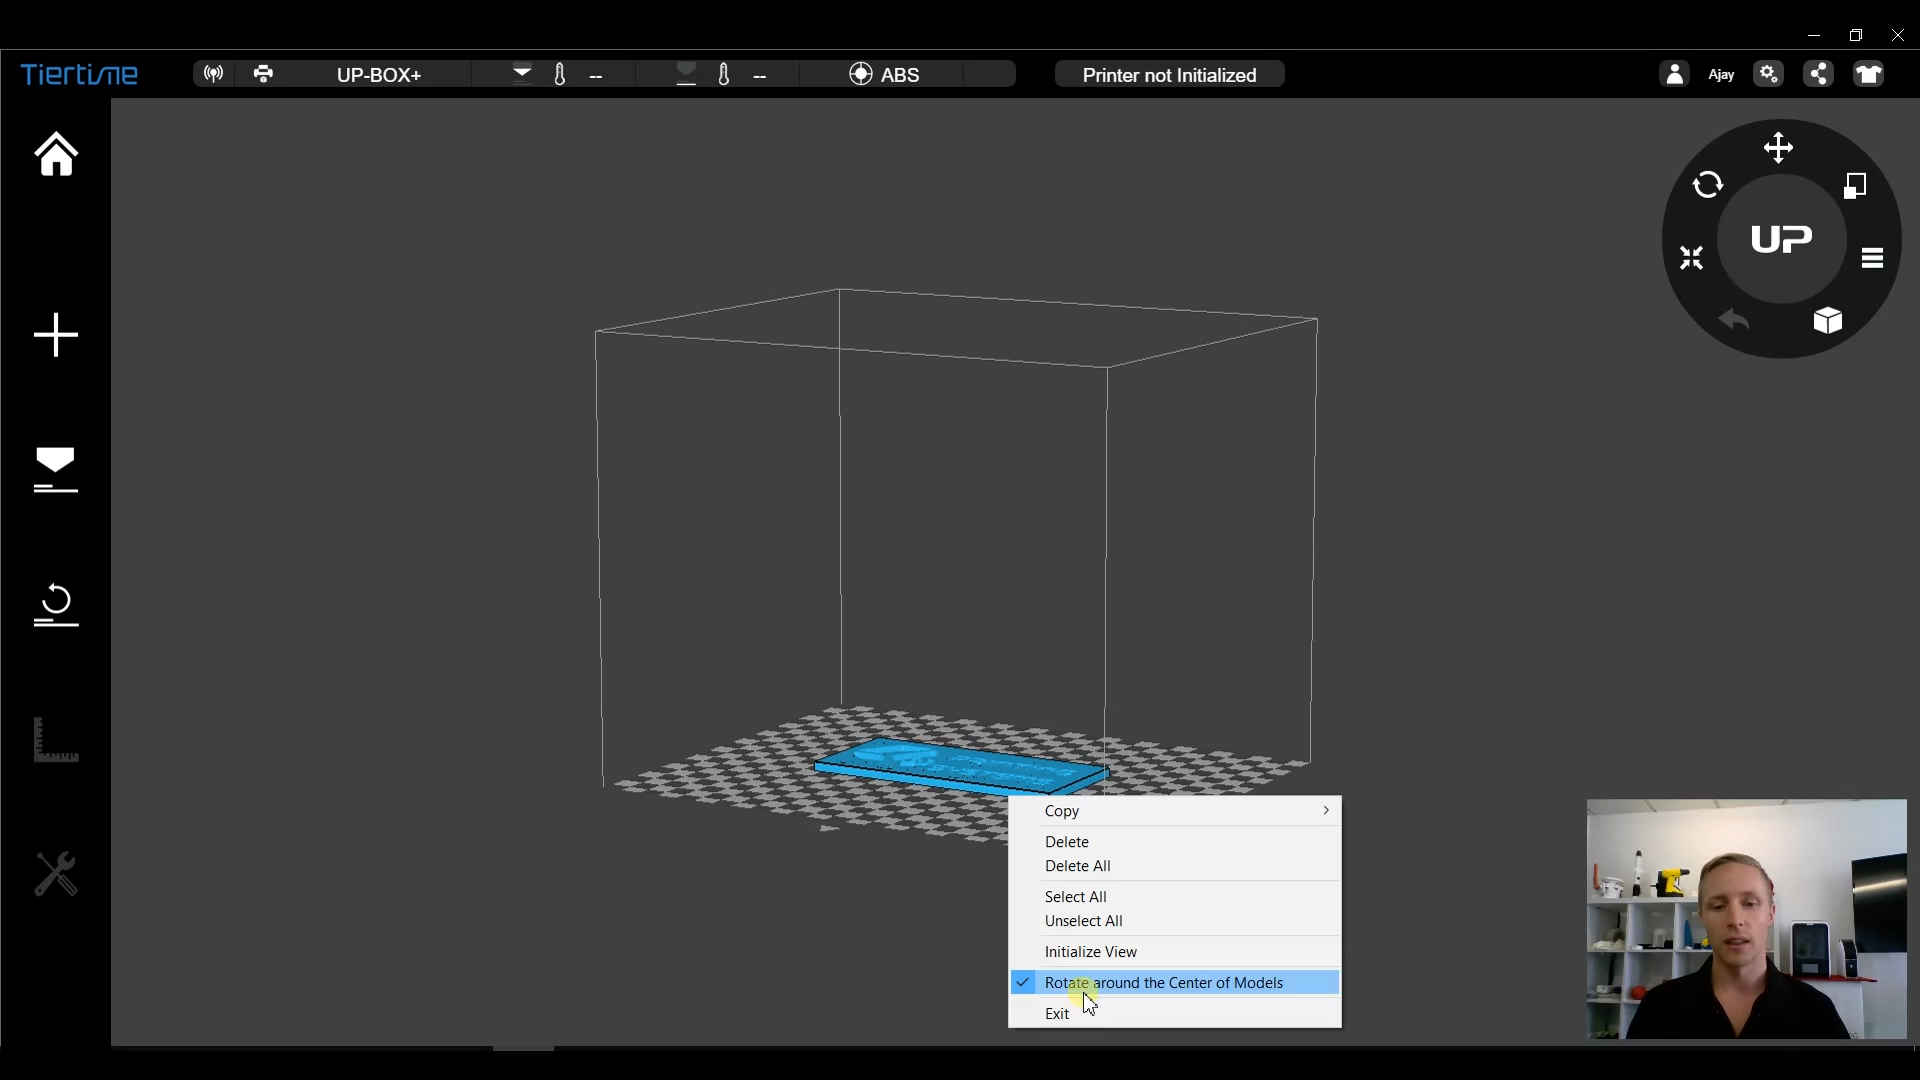 Tiertime
UP-BOX+
--
--
ABS
Printer not Initialized
Ajay
UP
Copy
Delete
Delete All
Select All
Unselect All
Initialize View
Rotate around the Center of Models
Exit